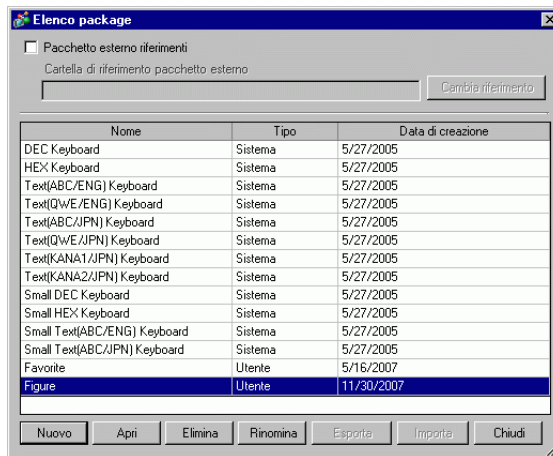 Elenco package
Pacchetto esterno riferimenti
Cartella di riferimento pacchetto esterno
Cambia riferimento
Nome Tipo Data di creazione
DEC Keyboard Sistema 5/27/2005
HEX Keyboard Sistema 5/27/2005
Text(ABC/ENG) Keyboard Sistema 5/27/2005
Text(QWE/ENG) Keyboard Sistema 5/27/2005
Text(ABC/JPN) Keyboard Sistema 5/27/2005
Text(QWE/JPN) Keyboard Sistema 5/27/2005
Text(KANA1/JPN) Keyboard Sistema 5/27/2005
Text(KANA2/JPN) Keyboard Sistema 5/27/2005
Small DEC Keyboard Sistema 5/27/2005
Small HEX Keyboard Sistema 5/27/2005
Small Text(ABC/ENG) Keyboard Sistema 5/27/2005
Small Text(ABC/JPN) Keyboard Sistema 5/27/2005
Favorite Utente 5/16/2007
Figure Utente 11/30/2007
Nuovo Apri Elimina Rinomina Esporta Importa Chiudi